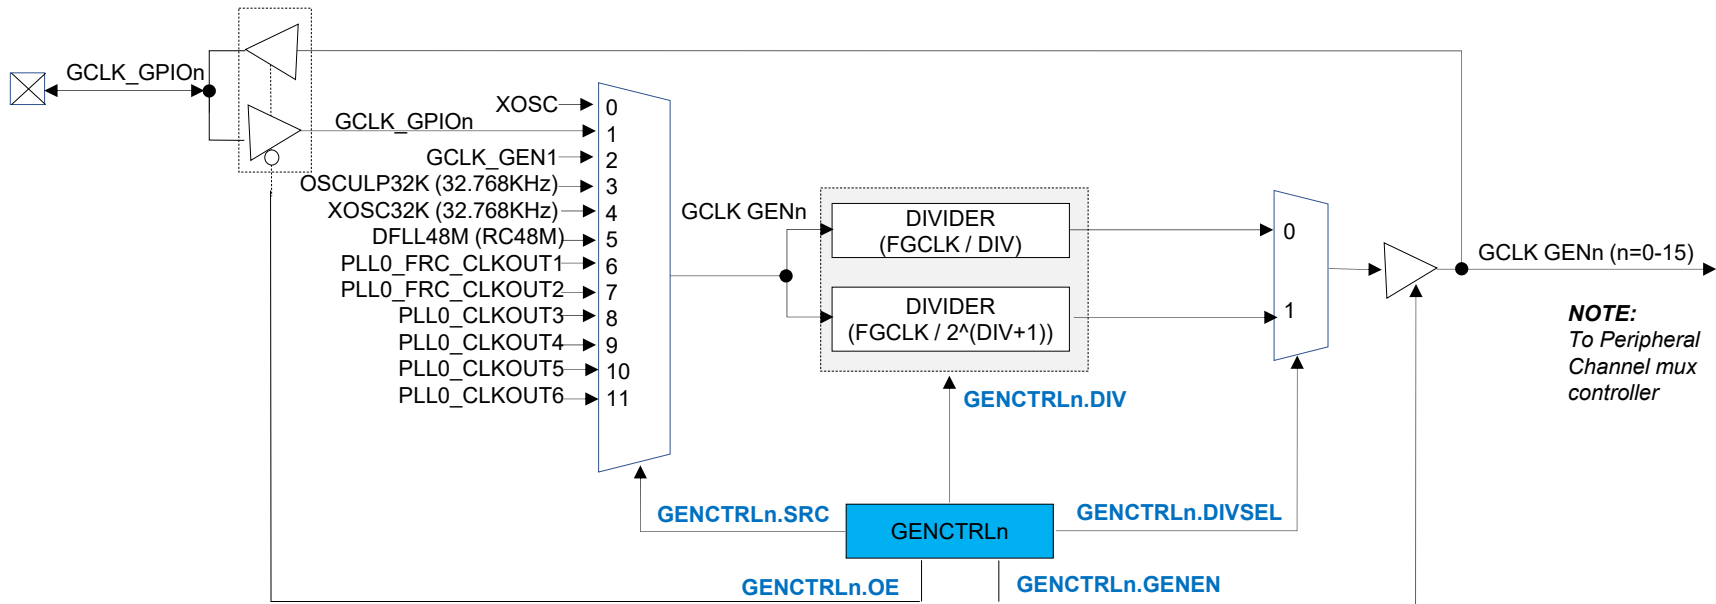 GCLK_GPIOn
GCLK_GPIOn
XOSC
0
1
GCLK_GEN1
2
OSCULP32K (32.768KHz)
3
XOSC32K (32.768KHz)
4
DFLL48M (RC48M)
5
PLL0_FRC_CLKOUT1
6
PLL0_FRC_CLKOUT2
7
PLL0_CLKOUT3
8
PLL0_CLKOUT4
9
PLL0_CLKOUT5
10
PLL0_CLKOUT6
11
GCLK GENn
DIVIDER
(FGCLK / DIV)
DIVIDER
(FGCLK / 2^(DIV+1))
0
1
GCLK GENn (n=0-15)
NOTE:
To Peripheral
Channel mux
controller
GENCTRLn.DIV
GENCTRLn.SRC
GENCTRLn
GENCTRLn.DIVSEL
GENCTRLn.OE
GENCTRLn.GENEN